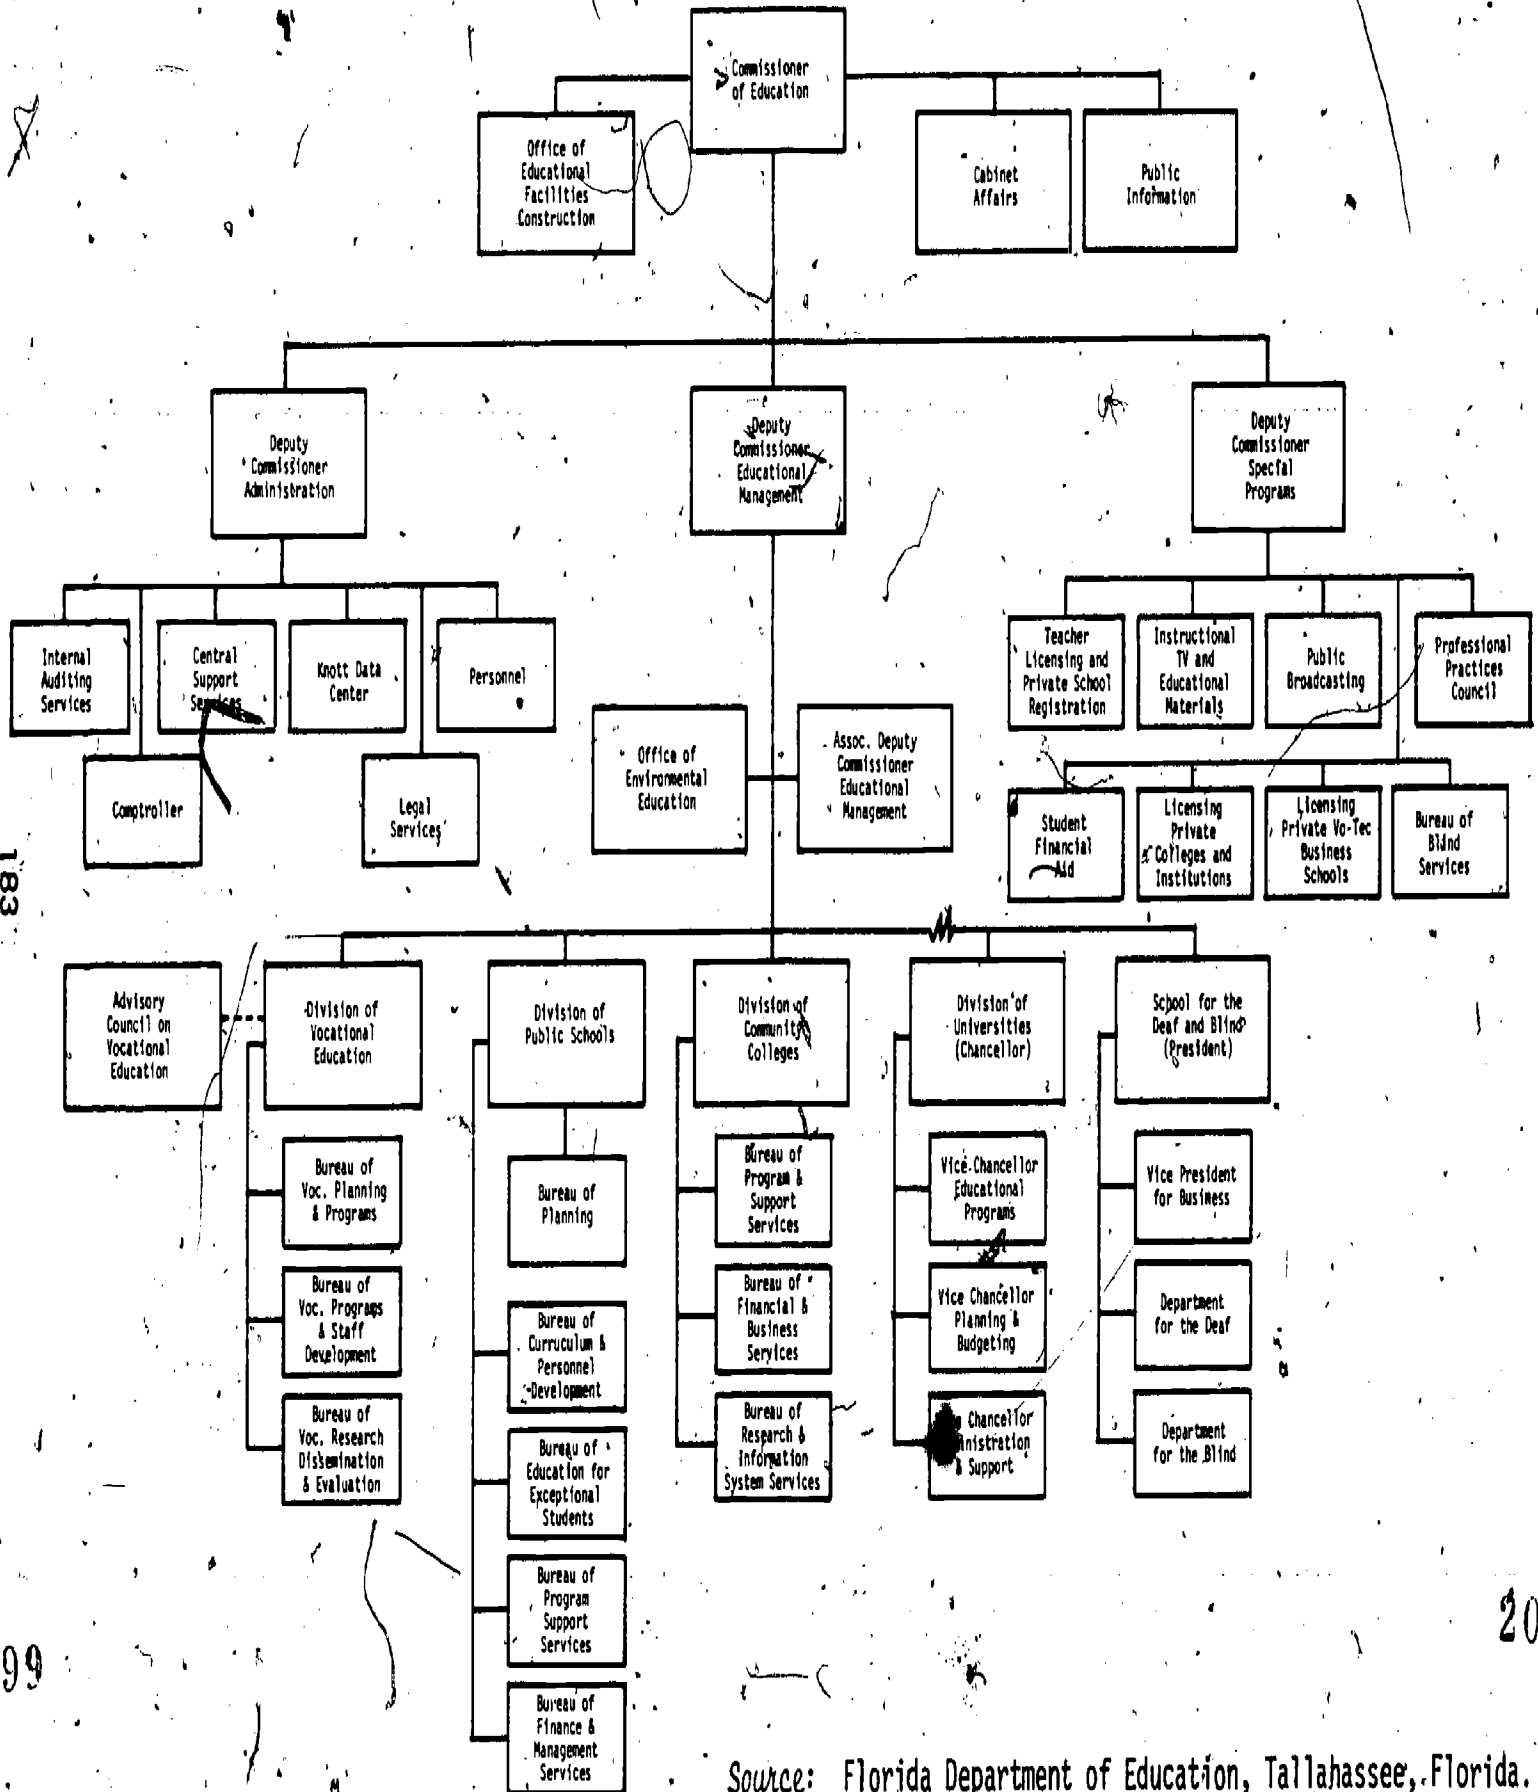 Commissioner
of Education
Office of
Educational
Facilities
Construction
Cabinet
Affairs
Public
Information
Deputy
Commissioner
Administration
Deputy
Commissioner
Educational
Management
Deputy
Commissioner
Special
Programs
Internal
Auditing
Services
Central
Support
Services
Knott Data
Center
Personnel
Comptroller
Legal
Services
Teacher
Licensing and
Private School
Registration
Instructional
TV and
Educational
Materials
Public
Broadcasting
Professional
Practices
Council
Office of
Environmental
Education
Assoc. Deputy
Commissioner
Educational
Management
Student
Financial
Aid
Licensing
Private
Colleges and
Institutions
Licensing
Private Vo-Tec
Business
Schools
Bureau of
Blind
Services
183
Advisory
Council on
Vocational
Education
Division of
Vocational
Education
Division of
Public Schools
Division of
Community
Colleges
Division of
Universities
(Chancellor)
School for the
Deaf and Blind
(President)
Bureau of
Voc. Planning
& Programs
Bureau of
Voc. Programs
& Staff
Development
Bureau of
Voc. Research
Dissemination
& Evaluation
Bureau of
Planning
Bureau of
Curruculum &
Personnel
Development
Bureau of
Education for
Exceptional
Students
Bureau of
Program
Support
Services
Bureau of
Finance &
Management
Services
Bureau of
Program &
Support
Services
Bureau of
Financial &
Business
Services
Bureau of
Research &
Information
System Services
Vice Chancellor
Educational
Programs
Vice Chancellor
Planning &
Budgeting
Chancellor
inistration
& Support
Vice President
for Business
Department
for the Deaf
Department
for the Blind
99
20
Source: Florida Department of Education, Tallahassee, Florida.